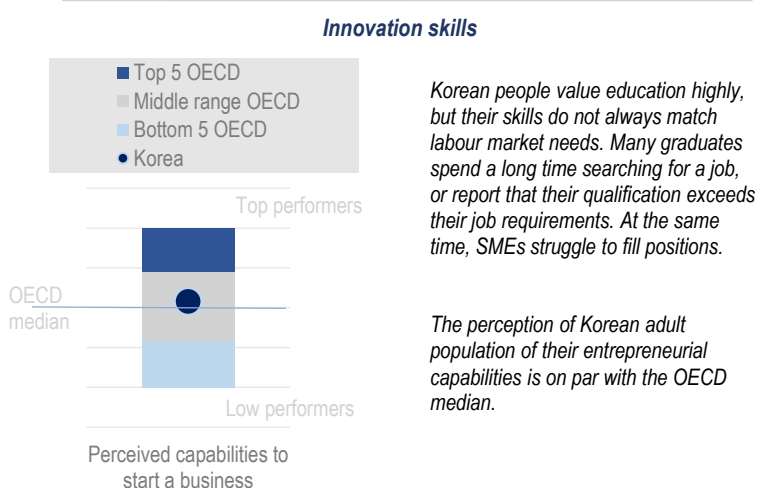 Innovation skills
Top 5 OECD
Middle range OECD
Bottom 5 OECD
Korea
Top performers
OECD
median
Low performers
Perceived capabilities to
start a business
Korean people value education highly,
but their skills do not always match
labour market needs. Many graduates
spend a long time searching for a job,
or report that their qualification exceeds
their job requirements. At the same
time, SMEs struggle to fill positions.
The perception of Korean adult
population of their entrepreneurial
capabilities is on par with the OECD
median.